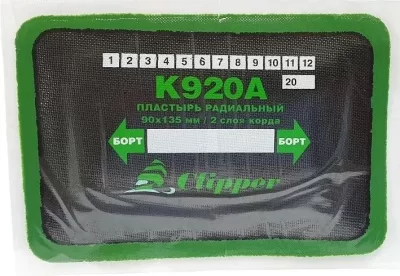 1 2 3 4 5 6 7 8 9 10 11 12
20
K920A
ПЛАСТЫРЬ РАДИАЛЬНЫЙ
90х135 мм / 2 слоя корда
БОРТ БОРТ
Clipper